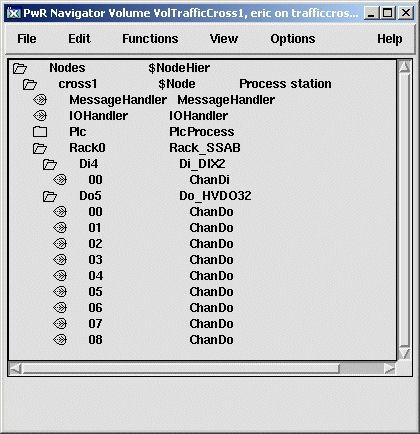 PwR Navigator Volume VolTrafficCross1, eric on trafficcros...
File Edit Functions View Options Help
Nodes $NodeHier
cross1 $Node Process station
MessageHandler MessageHandler
IOHandler IOHandler
Plc PlcProcess
Rack0 Rack_SSAB
Di4 Di_DIX2
00 ChanDi
Do5 Do_HVDO32
00 ChanDo
01 ChanDo
02 ChanDo
03 ChanDo
04 ChanDo
05 ChanDo
06 ChanDo
07 ChanDo
08 ChanDo